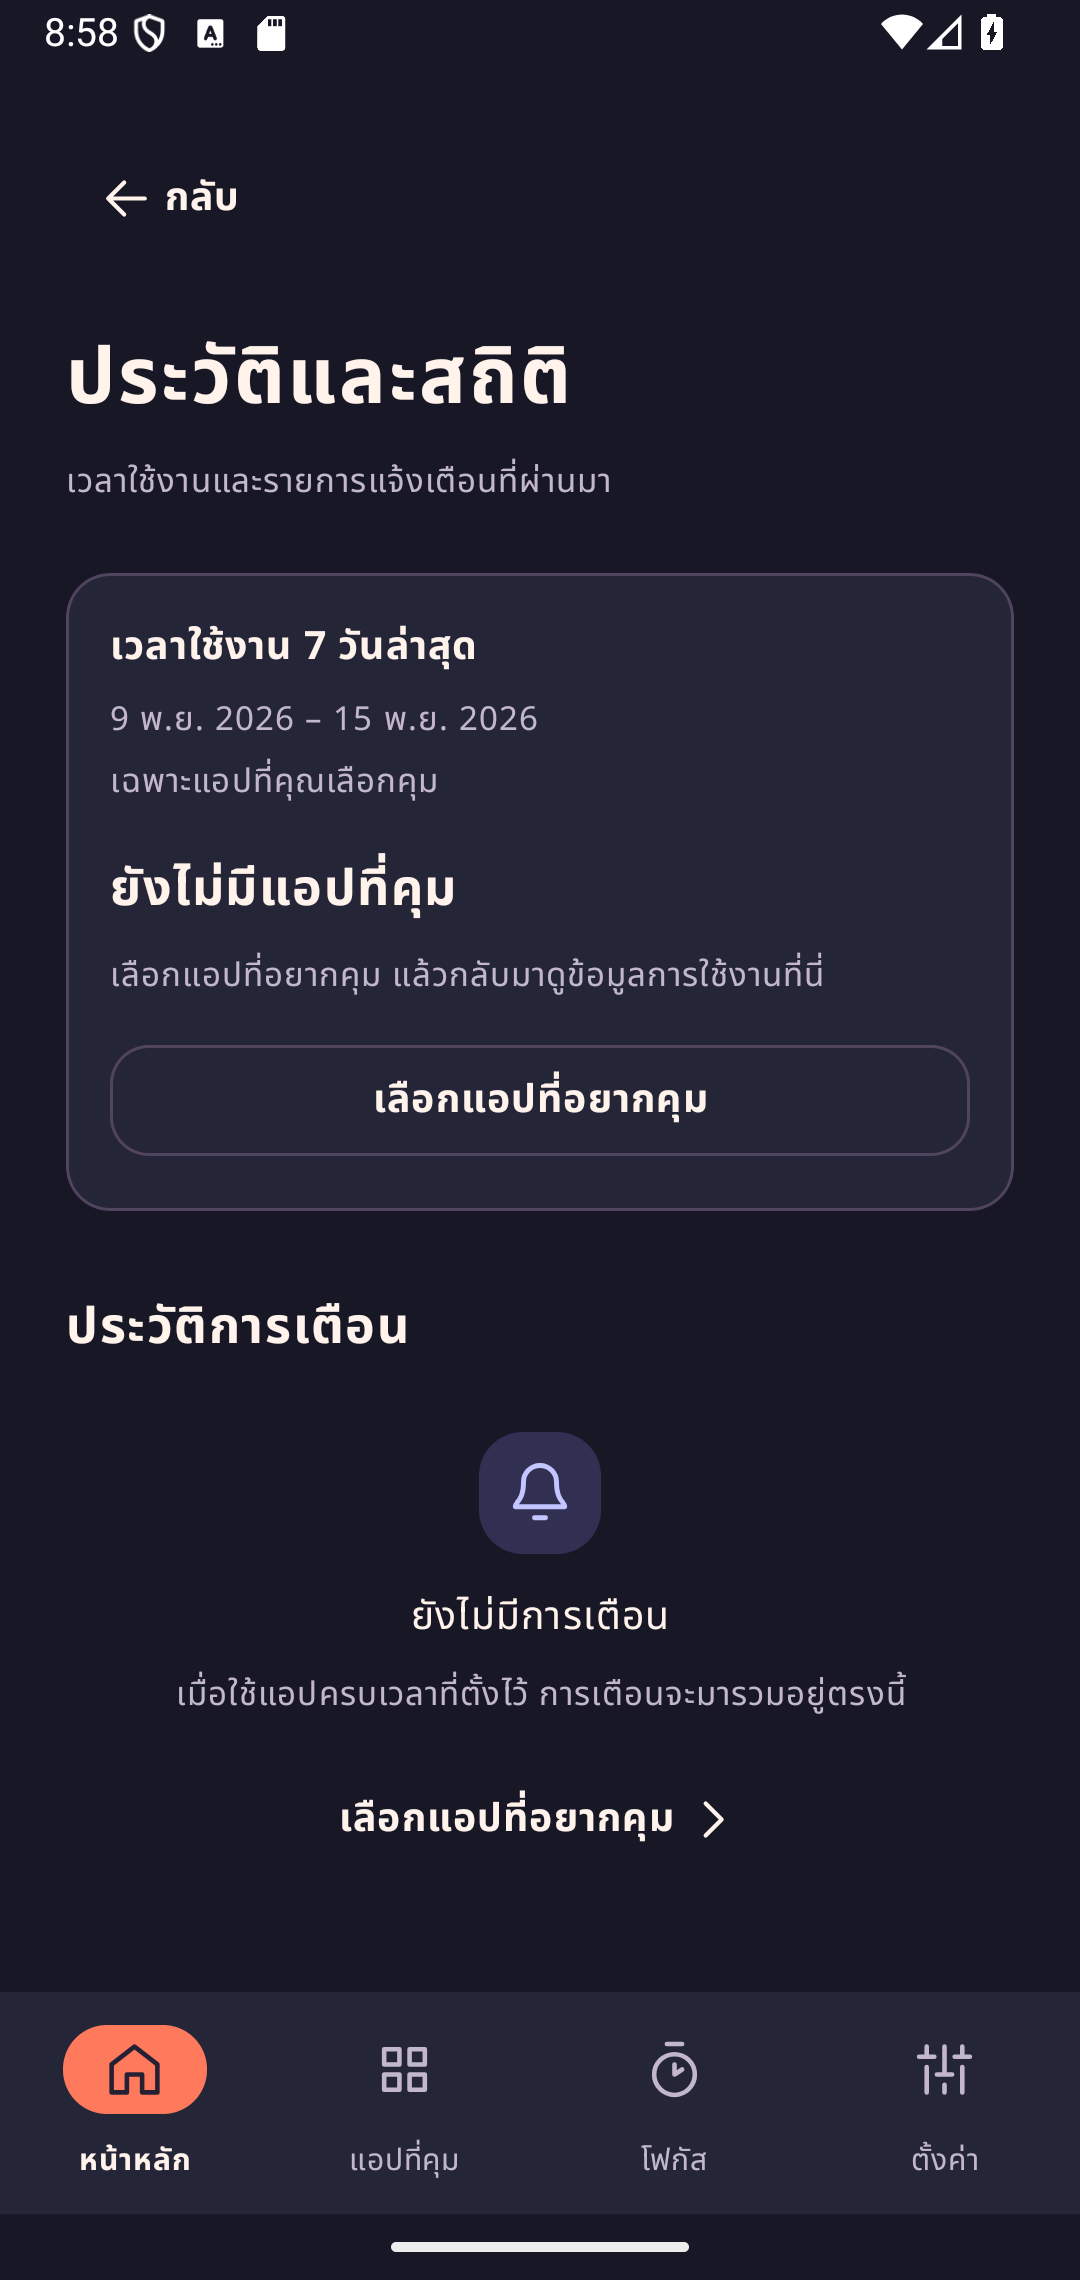 8:58
กลับ
ประวัติและสถิติ
เวลาใช้งานและรายการแจ้งเตือนที่ผ่านมา
เวลาใช้งาน 7 วันล่าสุด
9 พ.ย. 2026 – 15 พ.ย. 2026
เฉพาะแอปที่คุณเลือกคุม
ยังไม่มีแอปที่คุม
เลือกแอปที่อยากคุม แล้วกลับมาดูข้อมูลการใช้งานที่นี่
เลือกแอปที่อยากคุม
ประวัติการเตือน
ยังไม่มีการเตือน
เมื่อใช้แอปครบเวลาที่ตั้งไว้ การเตือนจะมารวมอยู่ตรงนี้
เลือกแอปที่อยากคุม
หน้าหลัก
แอปที่คุม
โฟกัส
ตั้งค่า